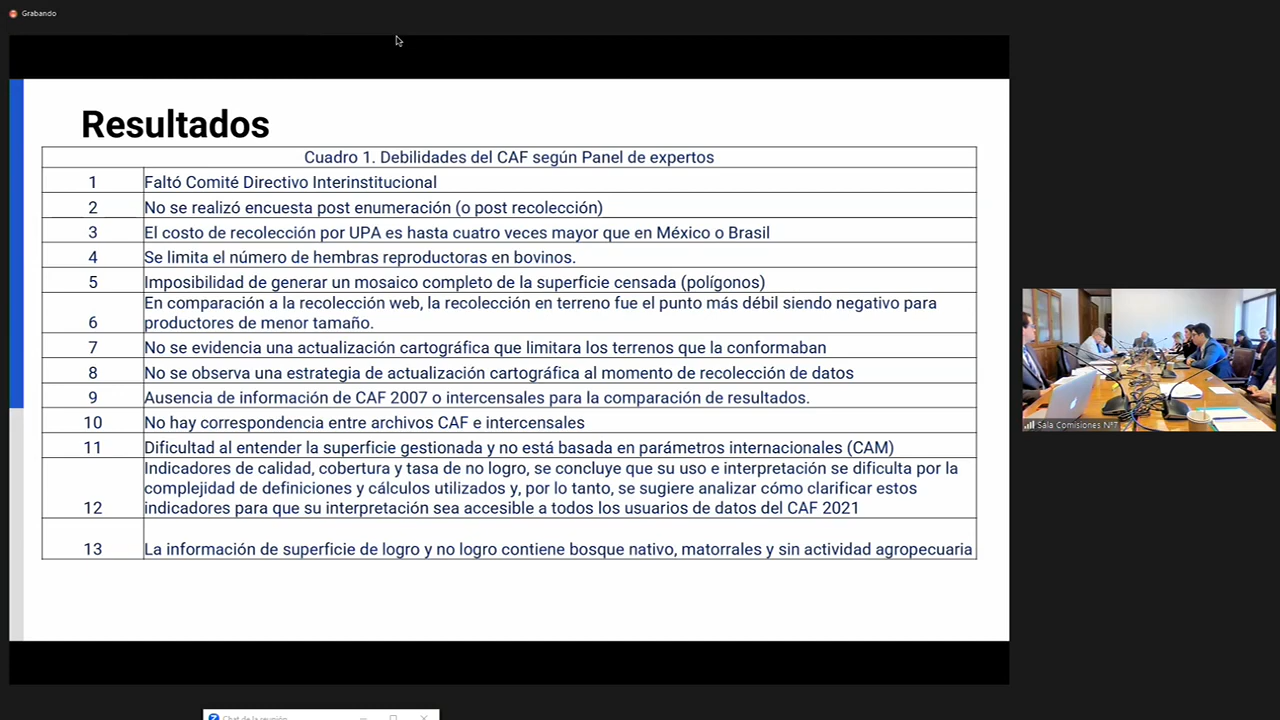 Grabando
Resultados
Cuadro 1. Debilidades del CAF según Panel de expertos
1 Faltó Comité Directivo Interinstitucional
2 No se realizó encuesta post enumeración (o post recolección)
3 El costo de recolección por UPA es hasta cuatro veces mayor que en México o Brasil
4 Se limita el número de hembras reproductoras en bovinos.
5 Imposibilidad de generar un mosaico completo de la superficie censada (polígonos)
En comparación a la recolección web, la recolección en terreno fue el punto más débil siendo negativo para
6 productores de menor tamaño.
7 No se evidencia una actualización cartográfica que limitara los terrenos que la conformaban
8 No se observa una estrategia de actualización cartográfica al momento de recolección de datos
9 Ausencia de información de CAF 2007 o intercensales para la comparación de resultados.
10 No hay correspondencia entre archivos CAF e intercensales
11 Dificultad al entender la superficie gestionada y no está basada en parámetros internacionales (CAM)
Indicadores de calidad, cobertura y tasa de no logro, se concluye que su uso e interpretación se dificulta por la
complejidad de definiciones y cálculos utilizados y, por lo tanto, se sugiere analizar cómo clarificar estos
12 indicadores para que su interpretación sea accesible a todos los usuarios de datos del CAF 2021
13 La información de superficie de logro y no logro contiene bosque nativo, matorrales y sin actividad agropecuaria
Sala Comisiones N°7
Chat de la reunión